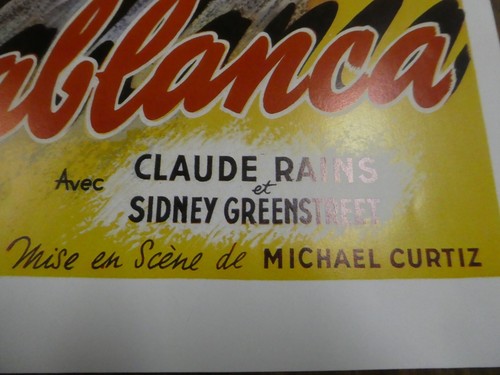 ablanca
Avec CLAUDE RAINS
et
SIDNEY GREENSTREET
Mise en Scène de MICHAEL CURTIZ